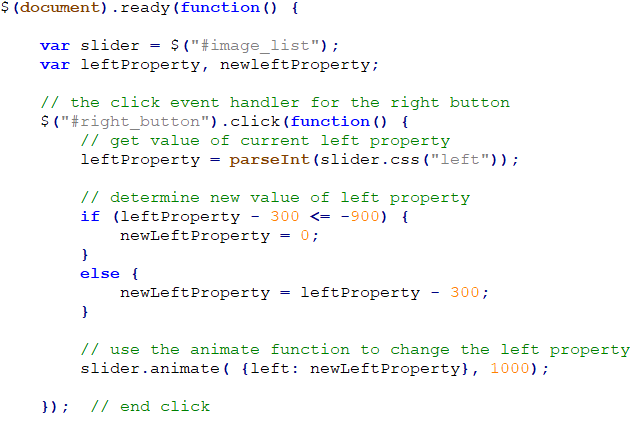 $(document).ready(function() {
var slider = $("#image_list");
var leftProperty, newleftProperty;
// the click event handler for the right button
$("#right_button").click(function() {
// get value of current left property
leftProperty = parseInt(slider.css("left"));
// determine new value of left property
if (leftProperty - 300 <= -900) {
newLeftProperty = 0;
}
else {
newLeftProperty = leftProperty - 300;
}
// use the animate function to change the left property
slider.animate( {left: newLeftProperty}, 1000);
}); // end click